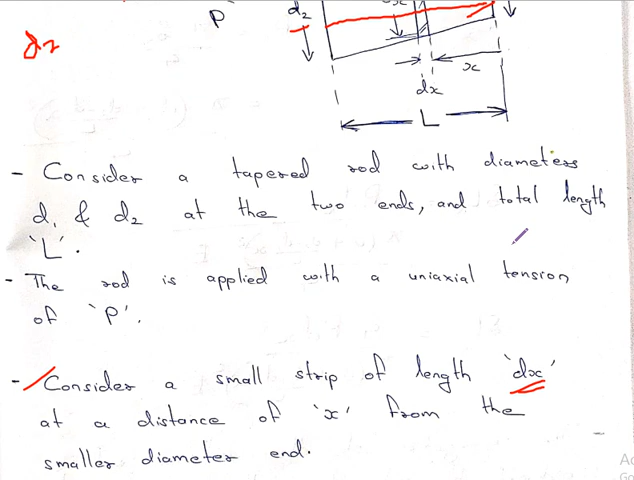 P
d2
d2
x
dx
L
- Consider a tapered rod with diameters
d1 & d2 at the two ends, and total length
'L'.
- The rod is applied with a uniaxial tension
of 'P'.
- Consider a small strip of length 'dx'
at a distance of 'x' from the
smaller diameter end.